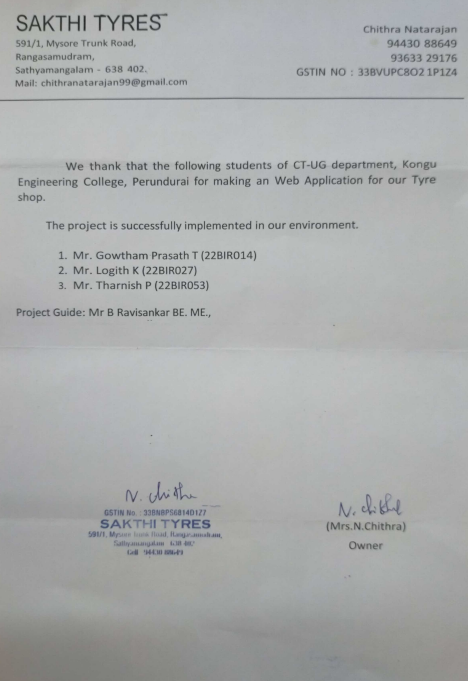 SAKTHI TYRES
591/1, Mysore Trunk Road,
Rangasamudram,
Sathyamangalam - 638 402.
Mail: chithranatarajan99@gmail.com
Chithra Natarajan
94430 88649
93633 29176
GSTIN NO : 33BVUPC8O2 1P1Z4
We thank that the following students of CT-UG department, Kongu
Engineering College, Perundurai for making an Web Application for our Tyre
shop.
The project is successfully implemented in our environment.
1. Mr. Gowtham Prasath T (22BIR014)
2. Mr. Logith K (22BIR027)
3. Mr. Tharnish P (22BIR053)
Project Guide: Mr B Ravisankar BE. ME.,
N. Chithra
GSTIN No : 33BNBPS6814D1Z7
SAKTHI TYRES
591/1, Mysore Trunk Road, Rangasamudram,
Sathyamangalam 638 402
Cell 94430 88649
N. Chithra
(Mrs.N.Chithra)
Owner